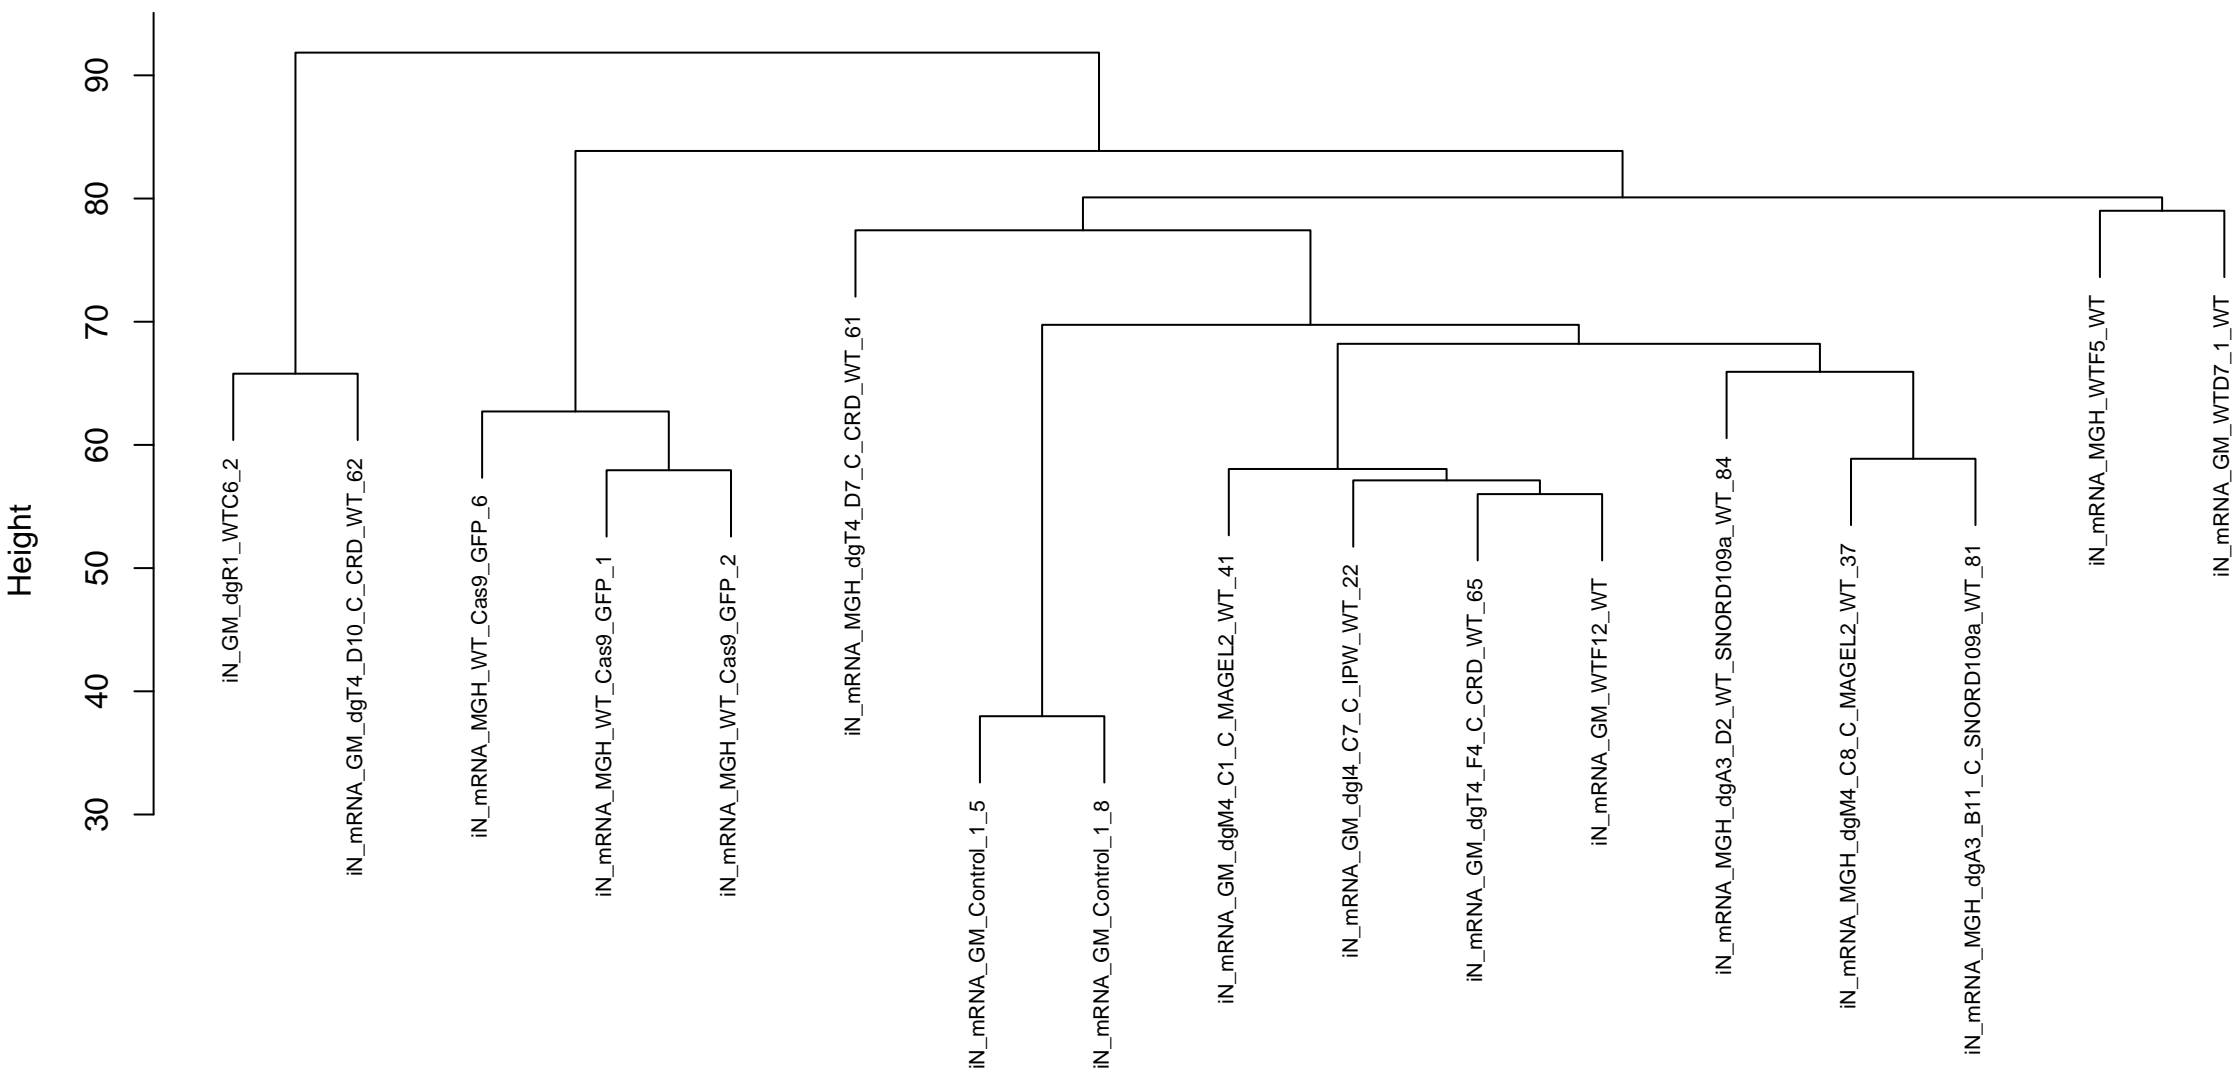 Height
90
80
70
60
50
40
30
iN_GM_dgR1_WTC6_2
iN_mRNA_GM_dgT4_D10_C_CRD_WT_62
iN_mRNA_MGH_WT_Cas9_GFP_6
iN_mRNA_MGH_WT_Cas9_GFP_1
iN_mRNA_MGH_WT_Cas9_GFP_2
iN_mRNA_MGH_dgT4_D7_C_CRD_WT_61
iN_mRNA_GM_Control_1_5
iN_mRNA_GM_Control_1_8
iN_mRNA_GM_dgM4_C1_C_MAGEL2_WT_41
iN_mRNA_GM_dgI4_C7_C_IPW_WT_22
iN_mRNA_GM_dgT4_F4_C_CRD_WT_65
iN_mRNA_GM_WTF12_WT
iN_mRNA_MGH_dgA3_D2_WT_SNORD109a_WT_84
iN_mRNA_MGH_dgM4_C8_C_MAGEL2_WT_37
iN_mRNA_MGH_dgA3_B11_C_SNORD109a_WT_81
iN_mRNA_MGH_WTF5_WT
iN_mRNA_GM_WTD7_1_WT